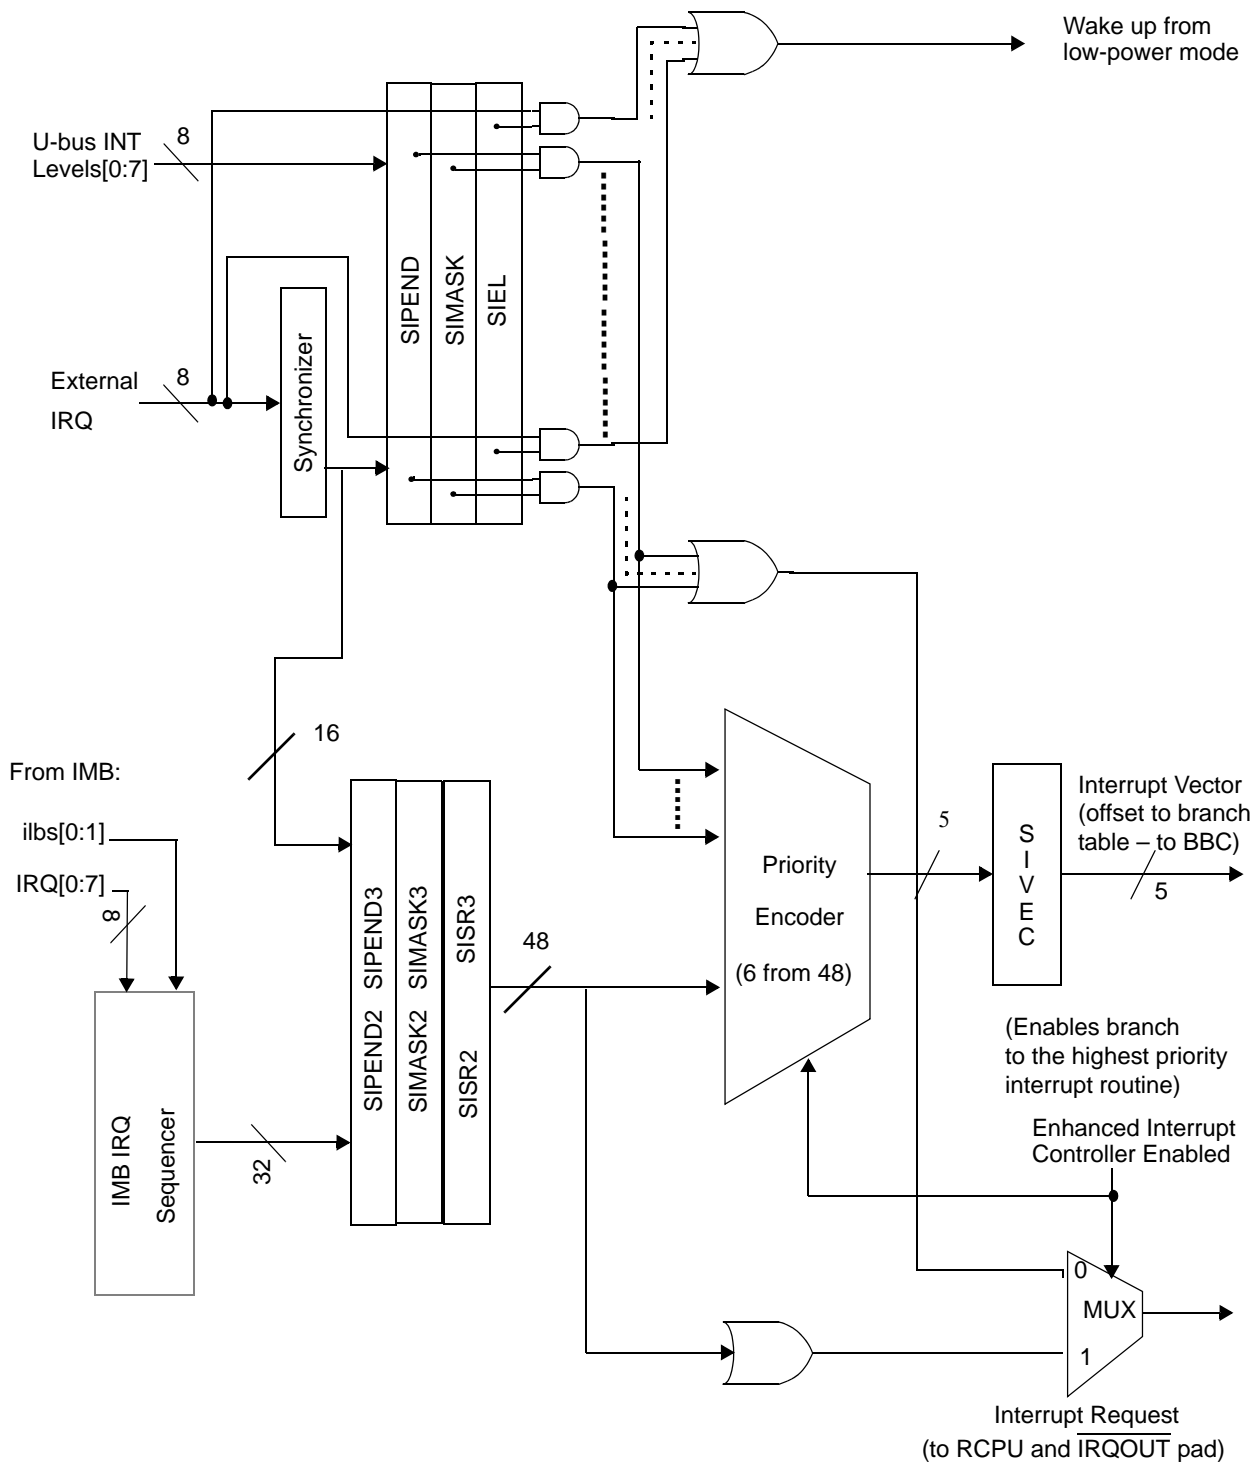 Wake up from
low-power mode
U-bus INT
Levels[0:7]
8
SIPEND
SIMASK
SIEL
External
IRQ
8
Synchronizer
16
From IMB:
ilbs[0:1]
IRQ[0:7]
8
IMB IRQ
Sequencer
32
SIPEND2 SIPEND3
SIMASK2 SIMASK3
SISR2 SISR3
48
Priority
Encoder
(6 from 48)
5
SIVEC
Interrupt Vector
(offset to branch
table – to BBC)
5
(Enables branch
to the highest priority
interrupt routine)
Enhanced Interrupt
Controller Enabled
0
MUX
1
Interrupt Request
(to RCPU and IRQOUT pad)